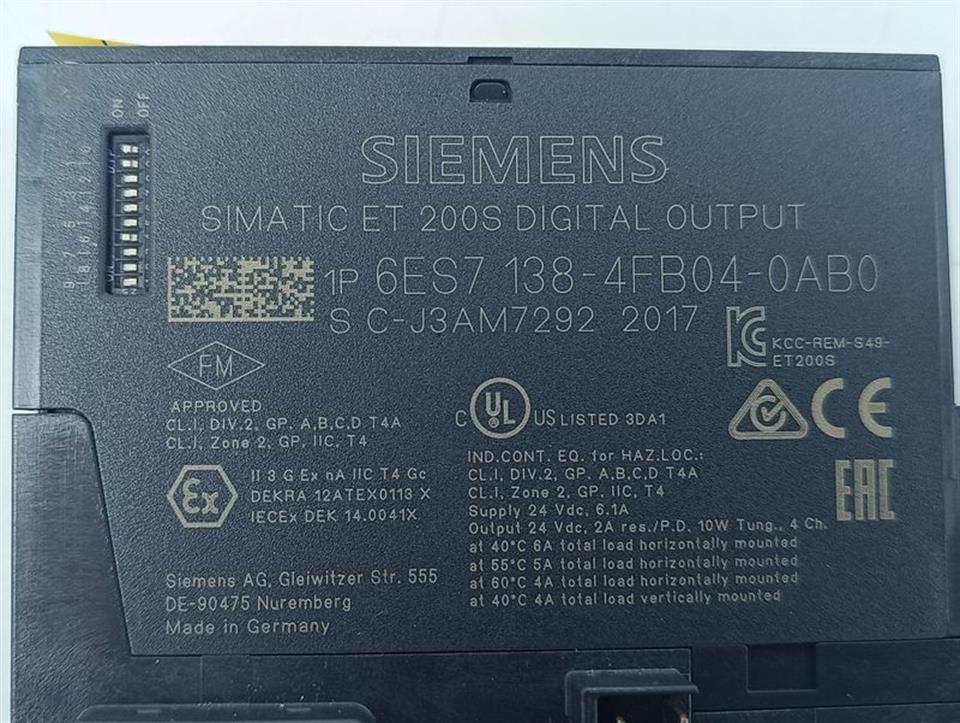 ON
OFF
SIEMENS
SIMATIC ET 200S DIGITAL OUTPUT
1P 6ES7 138-4FB04-0AB0
S C-J3AM7292 2017
KCC-REM-S49-
ET200S
FM
APPROVED
CL.I, DIV.2, GP. A,B,C,D T4A
CL.I, Zone 2, GP. IIC, T4
C UL US LISTED 3DA1
CE
IND.CONT. EQ. for HAZ.LOC.:
CL.I, DIV.2, GP. A,B,C,D T4A
CL.I, Zone 2, GP. IIC, T4
Supply 24 Vdc, 6.1A
Output 24 Vdc, 2A res./P.D. 10W Tung., 4 Ch.
at 40°C 6A total load horizontally mounted
at 55°C 5A total load horizontally mounted
at 60°C 4A total load horizontally mounted
at 40°C 4A total load vertically mounted
EAC
Ex
II 3 G Ex nA IIC T4 Gc
DEKRA 12ATEX0113 X
IECEx DEK 14.0041X
Siemens AG, Gleiwitzer Str. 555
DE-90475 Nuremberg
Made in Germany